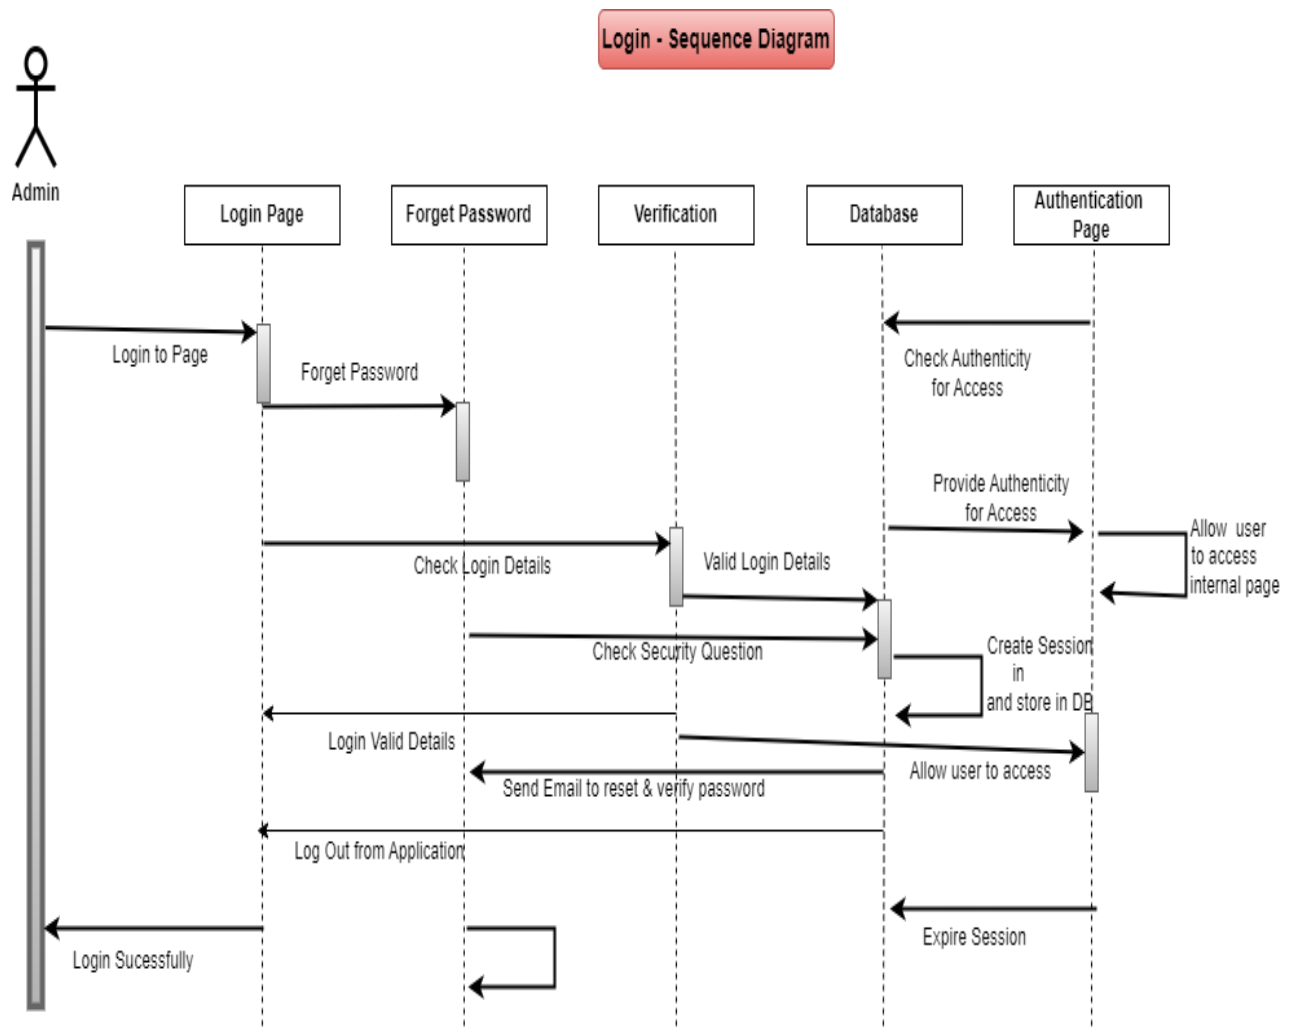 Login - Sequence Diagram
Admin
Login Page
Forget Password
Verification
Database
Authentication
Page
Login to Page
Forget Password
Check Authenticity
for Access
Provide Authenticity
for Access
Allow user
to access
internal page
Check Login Details
Valid Login Details
Check Security Question
Create Session
in
and store in DB
Login Valid Details
Allow user to access
Send Email to reset & verify password
Log Out from Application
Expire Session
Login Sucessfully